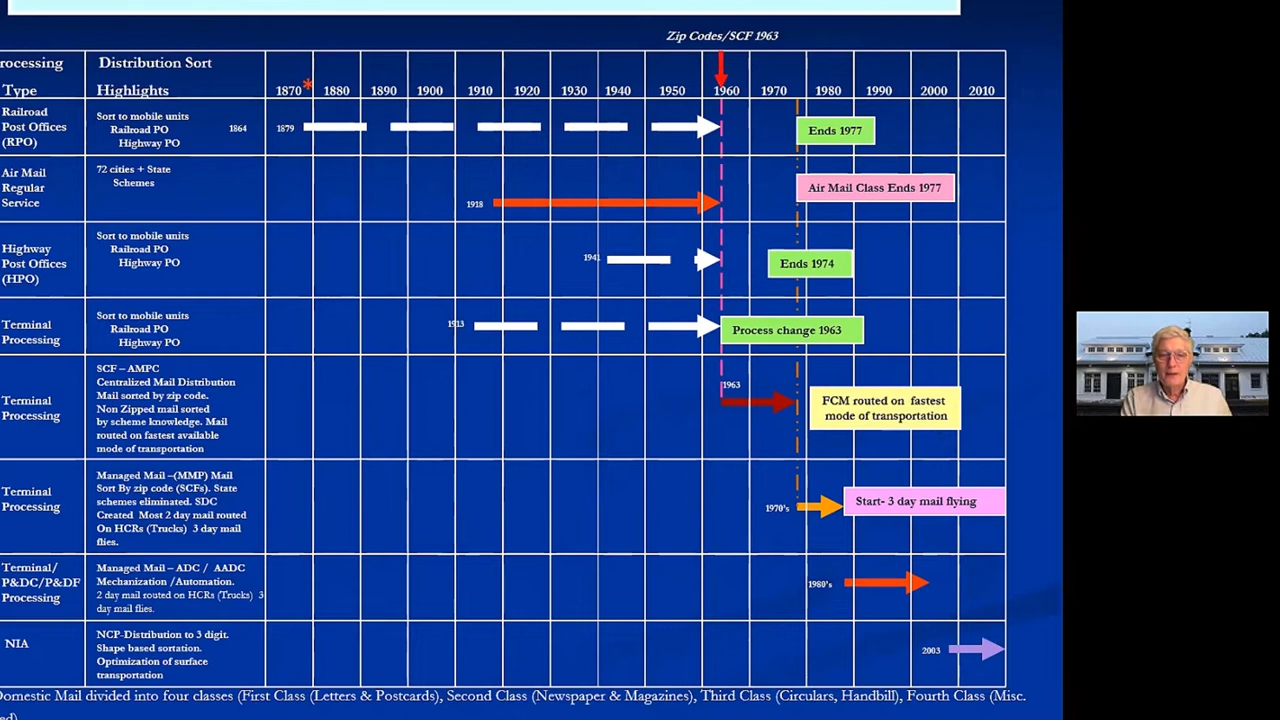 Zip Codes/SCF 1963
rocessing Distribution Sort
Type Highlights 1870* 1880 1890 1900 1910 1920 1930 1940 1950 1960 1970 1980 1990 2000 2010
Railroad
Post Offices
(RPO)
Sort to mobile units
Railroad PO
Highway PO
1864 1879
Ends 1977
Air Mail
Regular
Service
72 cities + State
Schemes
1918
Air Mail Class Ends 1977
Highway
Post Offices
(HPO)
Sort to mobile units
Railroad PO
Highway PO
1941
Ends 1974
Terminal
Processing
Sort to mobile units
Railroad PO
Highway PO
1913
Process change 1963
Terminal
Processing
SCF – AMPC
Centralized Mail Distribution
Mail sorted by zip code.
Non Zipped mail sorted
by scheme knowledge. Mail
routed on fastest available
mode of transportation
1963
FCM routed on fastest
mode of transportation
Terminal
Processing
Managed Mail –(MMP) Mail
Sort By zip code (SCFs). State
schemes eliminated. SDC
Created Most 2 day mail routed
On HCRs (Trucks) 3 day mail
flies.
1970's
Start- 3 day mail flying
Terminal/
P&DC/P&DF
Processing
Managed Mail – ADC / AADC
Mechanization /Automation.
2 day mail routed on HCRs (Trucks) 3
day mail flies.
1980's
NIA
NCP-Distribution to 3 digit.
Shape based sortation.
Optimization of surface
transportation
2003
Domestic Mail divided into four classes (First Class (Letters & Postcards), Second Class (Newspaper & Magazines), Third Class (Circulars, Handbill), Fourth Class (Misc.